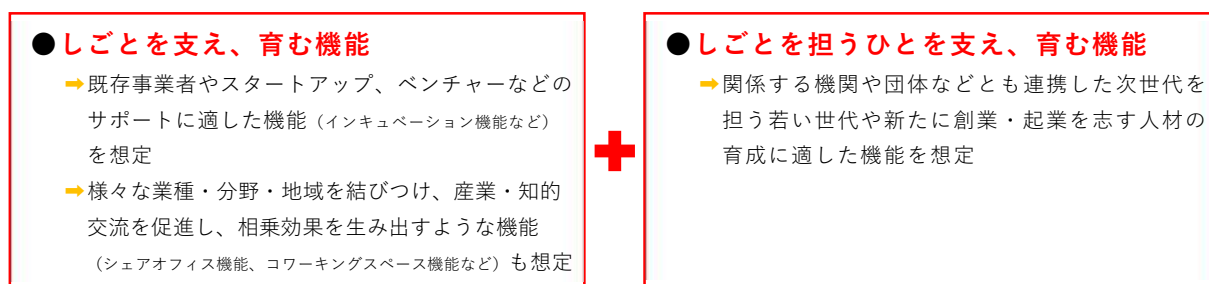 ●しごとを支え、育む機能
➡既存事業者やスタートアップ、ベンチャーなどの
サポートに適した機能（インキュベーション機能など）
を想定
➡様々な業種・分野・地域を結びつけ、産業・知的
交流を促進し、相乗効果を生み出すような機能
（シェアオフィス機能、コワーキングスペース機能など）も想定
+
●しごとを担うひとを支え、育む機能
➡関係する機関や団体などとも連携した次世代を
担う若い世代や新たに創業・起業を志す人材の
育成に適した機能を想定